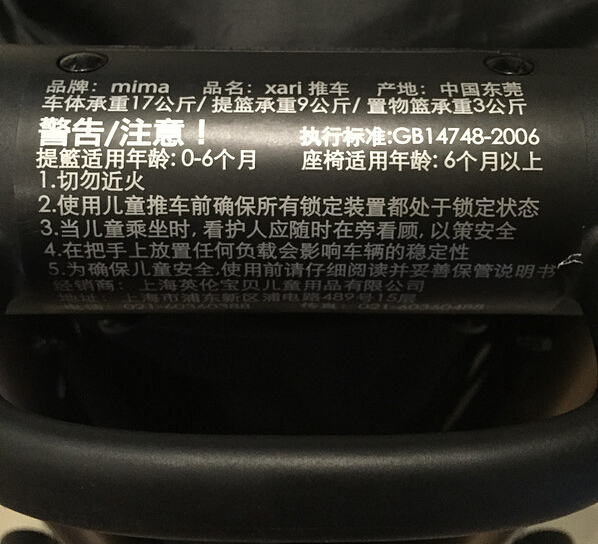 品牌：mima 品名：xari 推车 产地：中国东莞
车体承重17公斤/ 提篮承重9公斤/ 置物篮承重3公斤
警告/注意！ 执行标准:GB14748-2006
提篮适用年龄: 0-6个月 座椅适用年龄: 6个月以上
1.切勿近火
2.使用儿童推车前确保所有锁定装置都处于锁定状态
3.当儿童乘坐时, 看护人应随时在旁看顾, 以策安全
4.在把手上放置任何负载会影响车辆的稳定性
5.为确保儿童安全,使用前请仔细阅读并妥善保管说明书
经销商：上海英伦宝贝儿童用品有限公司
地址：上海市浦东新区浦电路489号15层
电话：021-60360388 传真：021-60360488